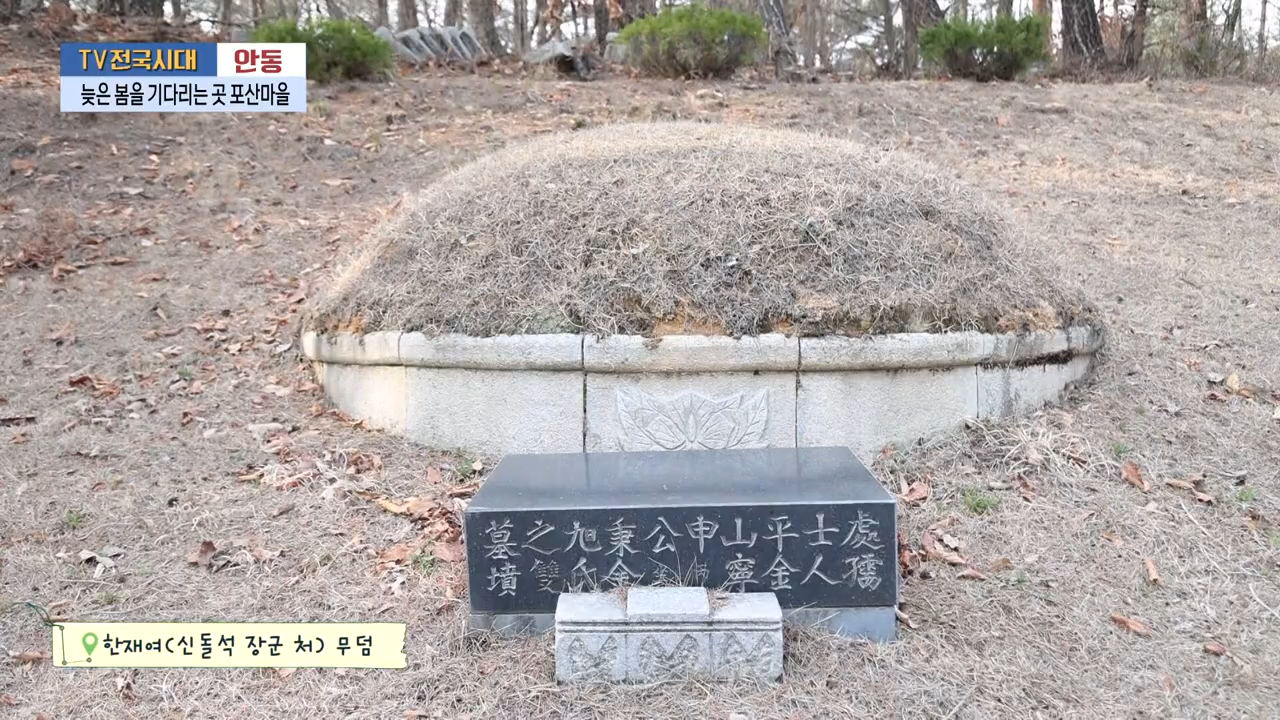 TV전국시대 안동
늦은 봄을 기다리는 곳 포산마을
處士平山申公秉旭之墓
孺人金寧金氏雙墳
한재여(신돌석 장군 처) 무덤